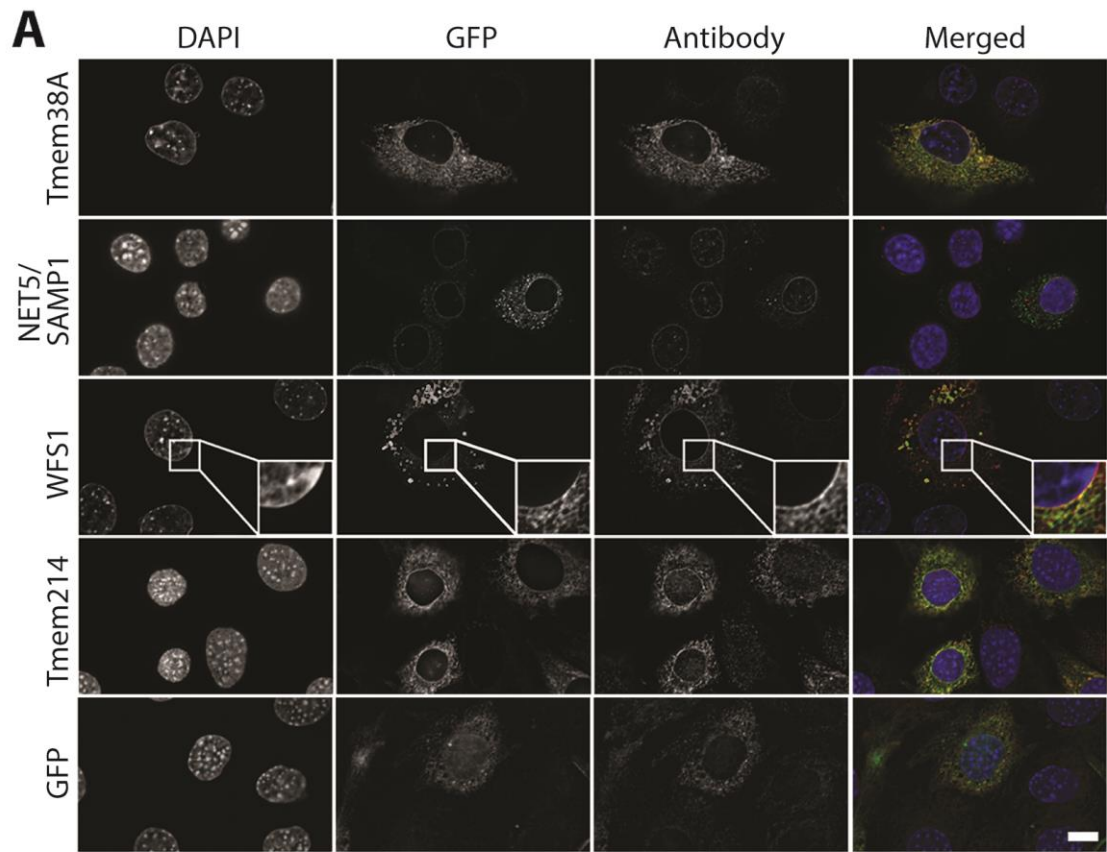 A
DAPI GFP Antibody Merged
Tmem38A
NET5/
SAMP1
WFS1
Tmem214
GFP